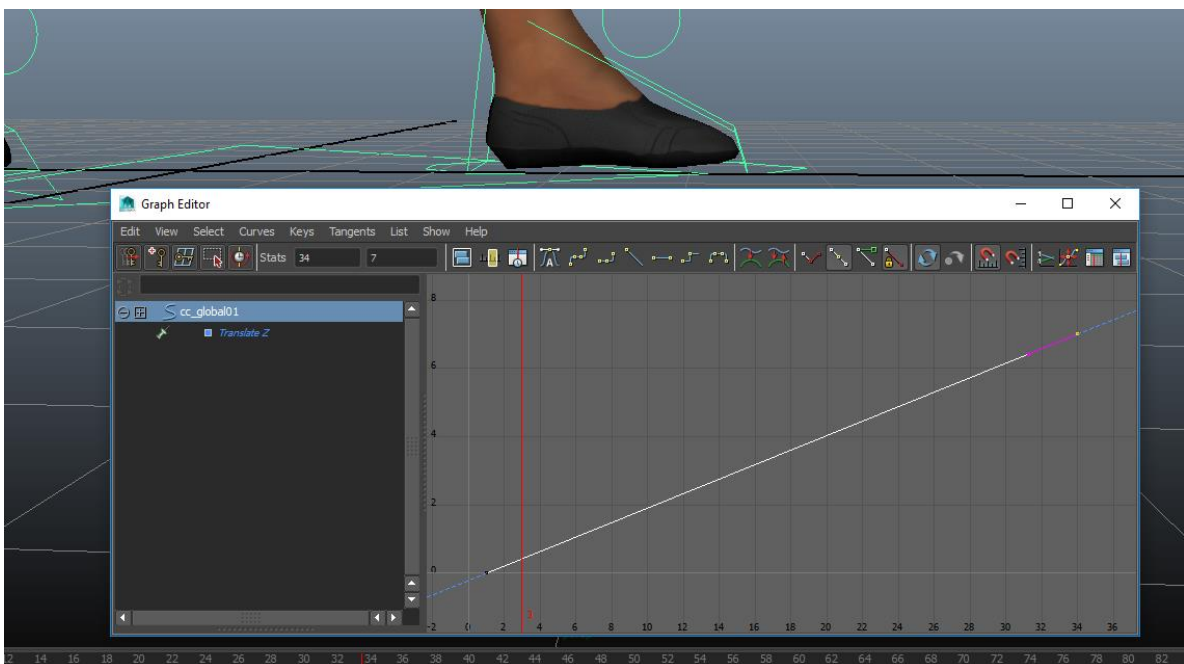 Graph Editor
Edit View Select Curves Keys Tangents List Show Help
Stats 34 7
cc_global01
Translate Z
8
6
4
2
0
3
-2 0 2 4 6 8 10 12 14 16 18 20 22 24 26 28 30 32 34 36
12 14 16 18 20 22 24 26 28 30 32 34 36 38 40 42 44 46 48 50 52 54 56 58 60 62 64 66 68 70 72 74 76 78 80 82